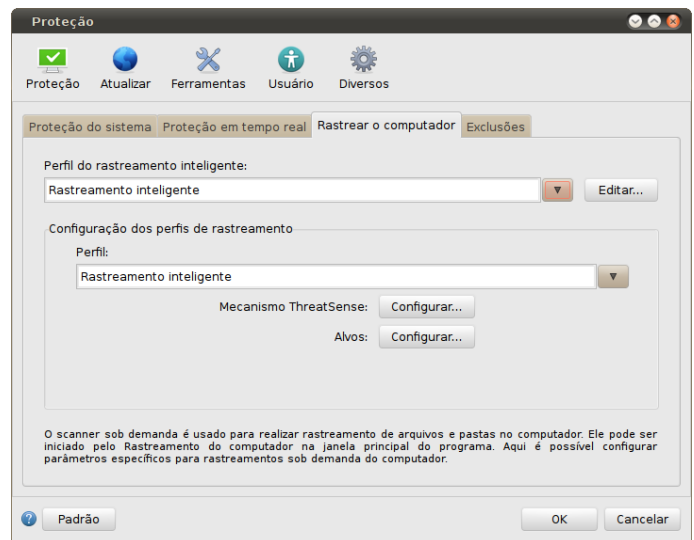 Proteção
Proteção Atualizar Ferramentas Usuário Diversos
Proteção do sistema Proteção em tempo real Rastrear o computador Exclusões
Perfil do rastreamento inteligente:
Rastreamento inteligente Editar...
Configuração dos perfis de rastreamento
Perfil:
Rastreamento inteligente
Mecanismo ThreatSense: Configurar...
Alvos: Configurar...
O scanner sob demanda é usado para realizar rastreamento de arquivos e pastas no computador. Ele pode ser
iniciado pelo Rastreamento do computador na janela principal do programa. Aqui é possível configurar
parâmetros específicos para rastreamentos sob demanda do computador.
? Padrão OK Cancelar